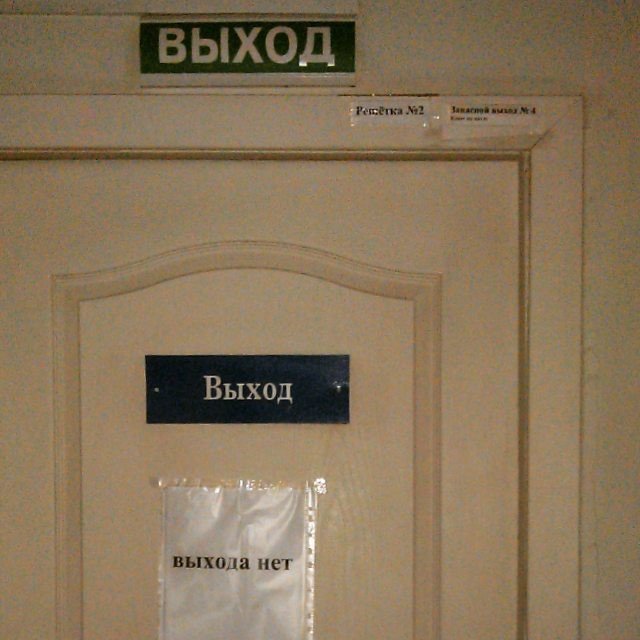 ВЫХОД
Решётка №2
Запасной выход №4
Выход
выхода нет